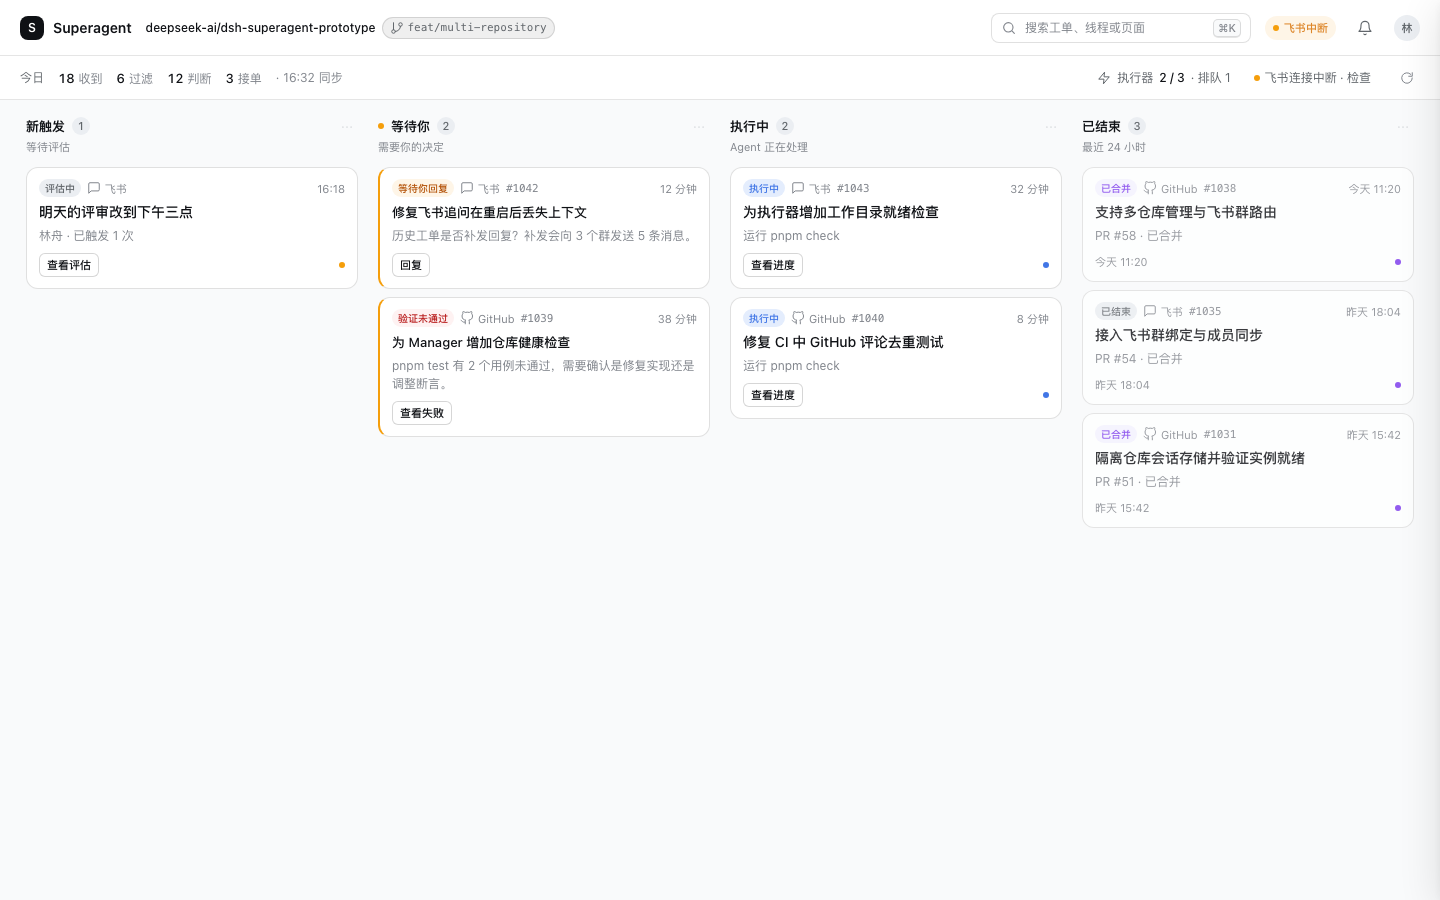 S Superagent deepseek-ai/dsh-superagent-prototype feat/multi-repository 搜索工单、线程或页面 ⌘K 飞书中断 林
今日 18 收到 6 过滤 12 判断 3 接单 · 16:32 同步 执行器 2 / 3 · 排队 1 飞书连接中断 · 检查
新触发 1 ···
等待评估
评估中 飞书 16:18
明天的评审改到下午三点
林舟 · 已触发 1 次
查看评估
等待你 2 ···
需要你的决定
等待你回复 飞书 #1042 12 分钟
修复飞书追问在重启后丢失上下文
历史工单是否补发回复？补发会向 3 个群发送 5 条消息。
回复
验证未通过 GitHub #1039 38 分钟
为 Manager 增加仓库健康检查
pnpm test 有 2 个用例未通过，需要确认是修复实现还是
调整断言。
查看失败
执行中 2 ···
Agent 正在处理
执行中 飞书 #1043 32 分钟
为执行器增加工作目录就绪检查
运行 pnpm check
查看进度
执行中 GitHub #1040 8 分钟
修复 CI 中 GitHub 评论去重测试
运行 pnpm check
查看进度
已结束 3 ···
最近 24 小时
已合并 GitHub #1038 今天 11:20
支持多仓库管理与飞书群路由
PR #58 · 已合并
今天 11:20
已结束 飞书 #1035 昨天 18:04
接入飞书群绑定与成员同步
PR #54 · 已合并
昨天 18:04
已合并 GitHub #1031 昨天 15:42
隔离仓库会话存储并验证实例就绪
PR #51 · 已合并
昨天 15:42